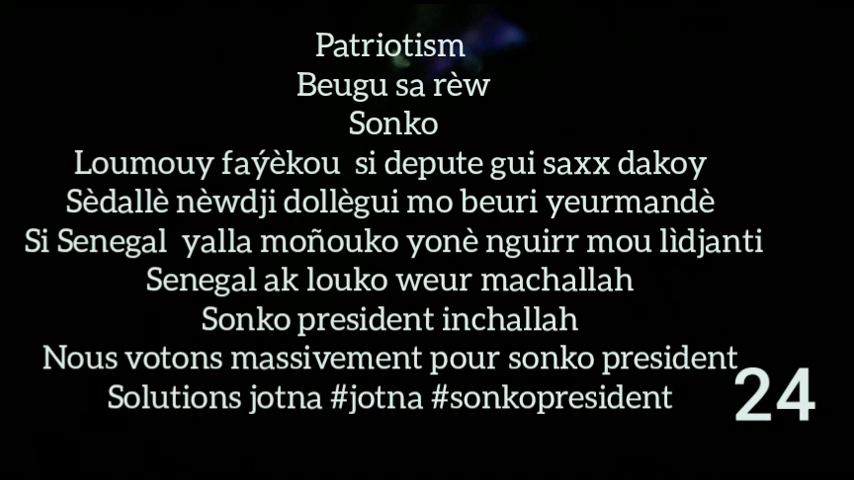 Patriotism
Beugu sa rèw
Sonko
Loumouy faýèkou si depute gui saxx dakoy
Sèdallè nèwdji dollègui mo beuri yeurmandè
Si Senegal yalla moñouko yonè nguirr mou lìdjanti
Senegal ak louko weur machallah
Sonko president inchallah
Nous votons massivement pour sonko president
Solutions jotna #jotna #sonkopresident
24